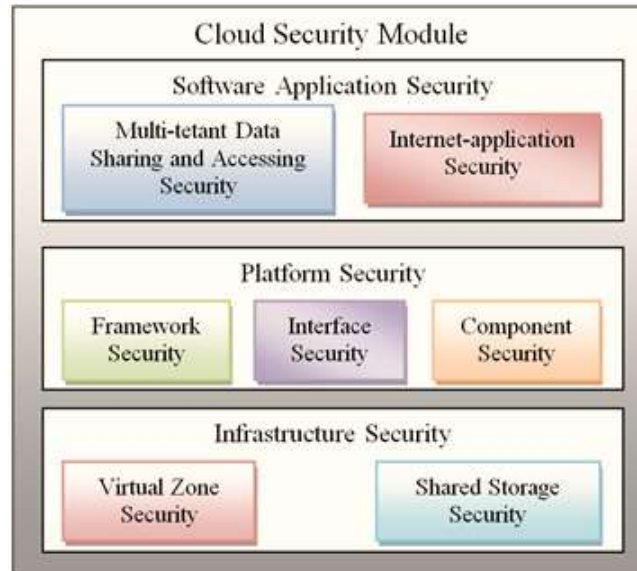 Cloud Security Module
Software Application Security
Multi-tetant Data
Sharing and Accessing
Security
Internet-application
Security
Platform Security
Framework
Security
Interface
Security
Component
Security
Infrastructure Security
Virtual Zone
Security
Shared Storage
Security